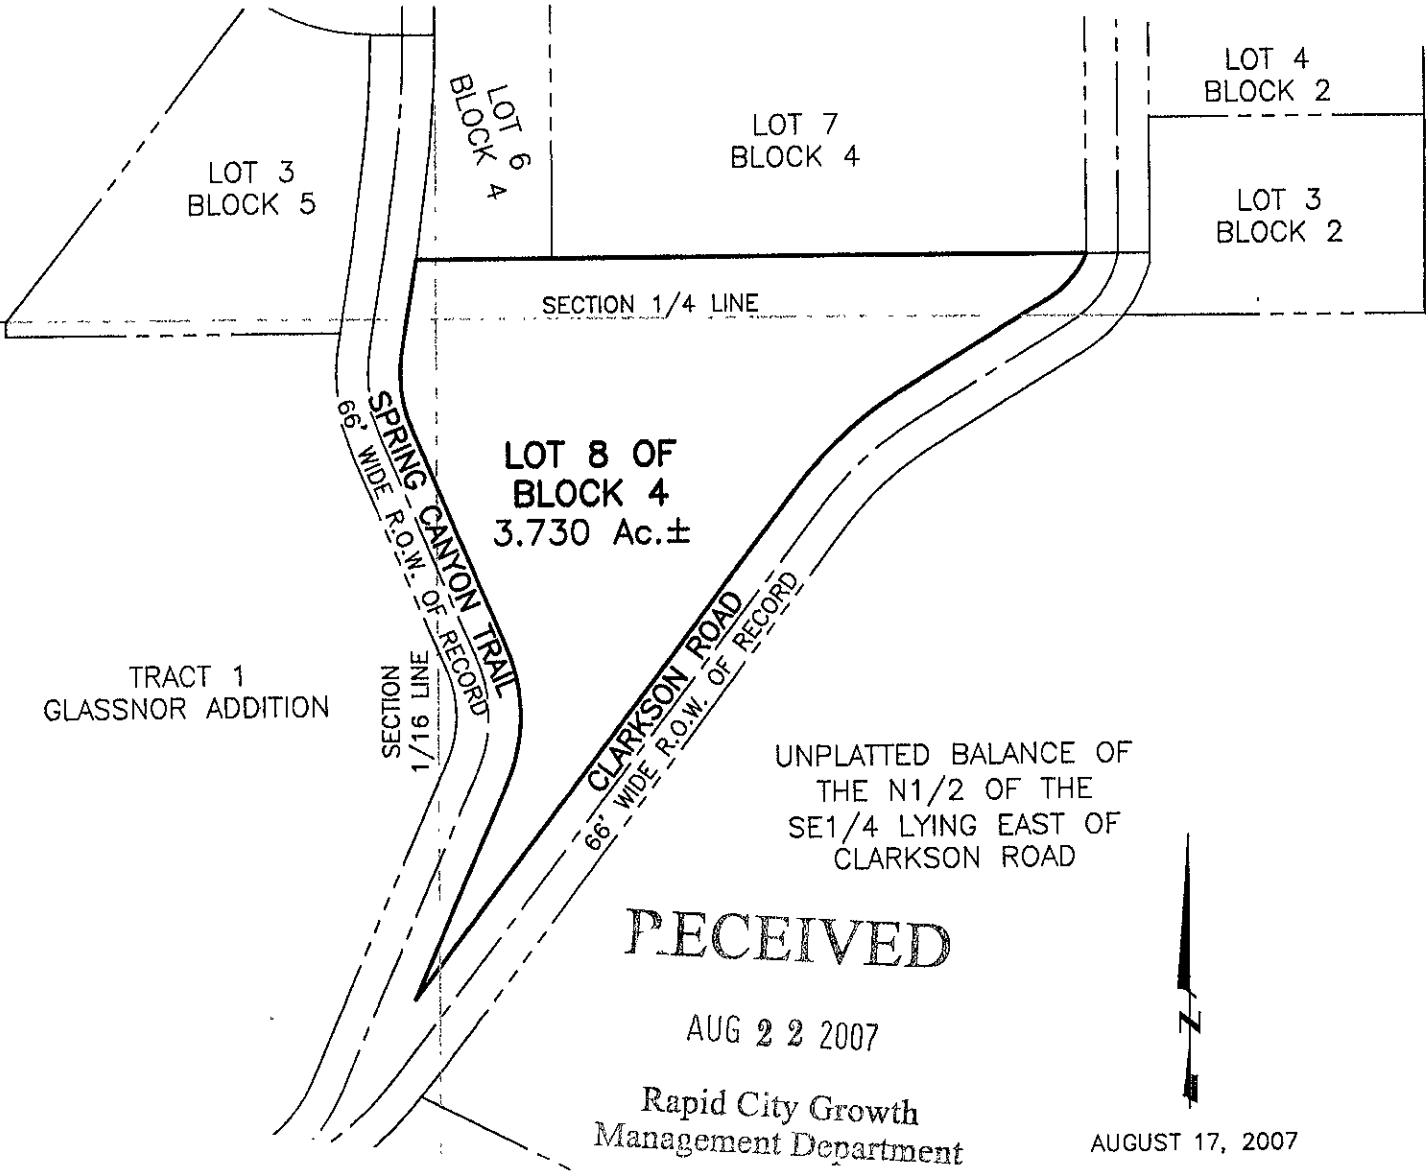 LOT 4
BLOCK 2
LOT 6
BLOCK 4
LOT 7
BLOCK 4
LOT 3
BLOCK 5
LOT 3
BLOCK 2
SECTION 1/4 LINE
SPRING CANYON TRAIL
66' WIDE R.O.W. OF RECORD
LOT 8 OF
BLOCK 4
3.730 Ac.±
CLARKSON ROAD
66' WIDE R.O.W. OF RECORD
TRACT 1
GLASSNOR ADDITION
SECTION
1/16 LINE
UNPLATTED BALANCE OF
THE N1/2 OF THE
SE1/4 LYING EAST OF
CLARKSON ROAD
RECEIVED
AUG 22 2007
Rapid City Growth
Management Department
N
AUGUST 17, 2007